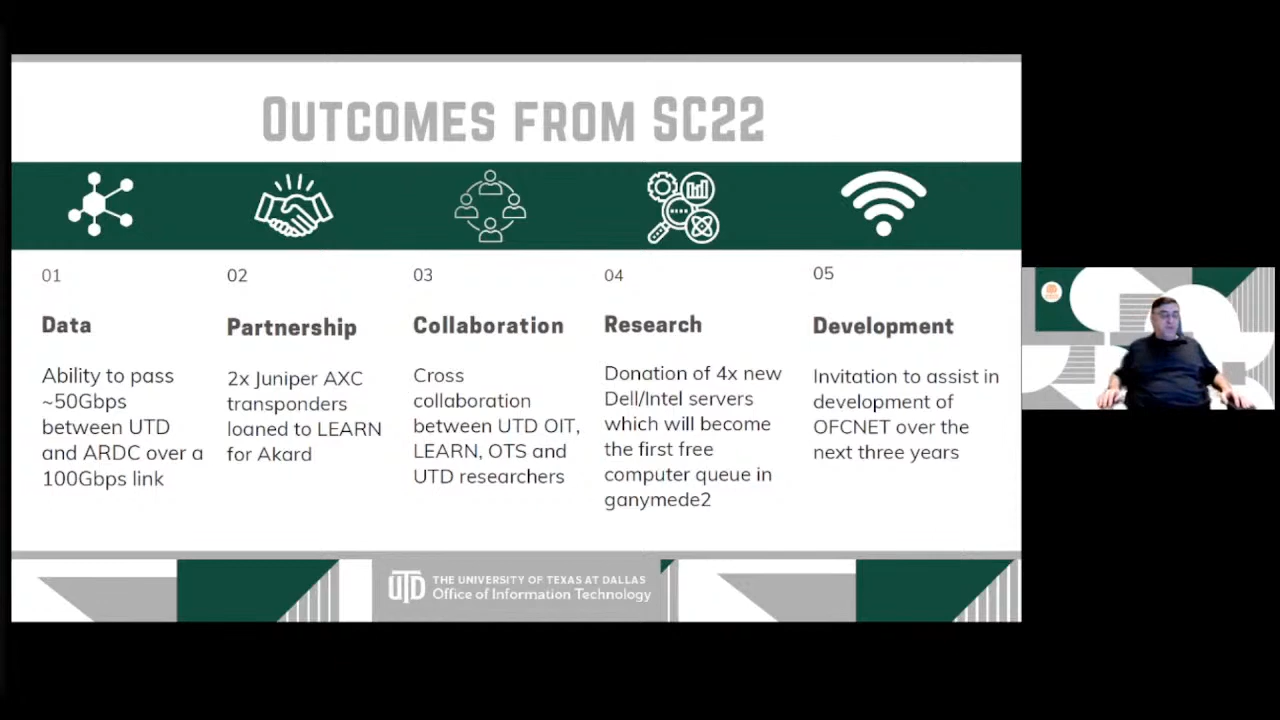 OUTCOMES FROM SC22
01
Data
Ability to pass
~50Gbps
between UTD
and ARDC over a
100Gbps link
02
Partnership
2x Juniper AXC
transponders
loaned to LEARN
for Akard
03
Collaboration
Cross
collaboration
between UTD OIT,
LEARN, OTS and
UTD researchers
04
Research
Donation of 4x new
Dell/Intel servers
which will become
the first free
computer queue in
ganymede2
05
Development
Invitation to assist in
development of
OFCNET over the
next three years
UTD
THE UNIVERSITY OF TEXAS AT DALLAS
Office of Information Technology